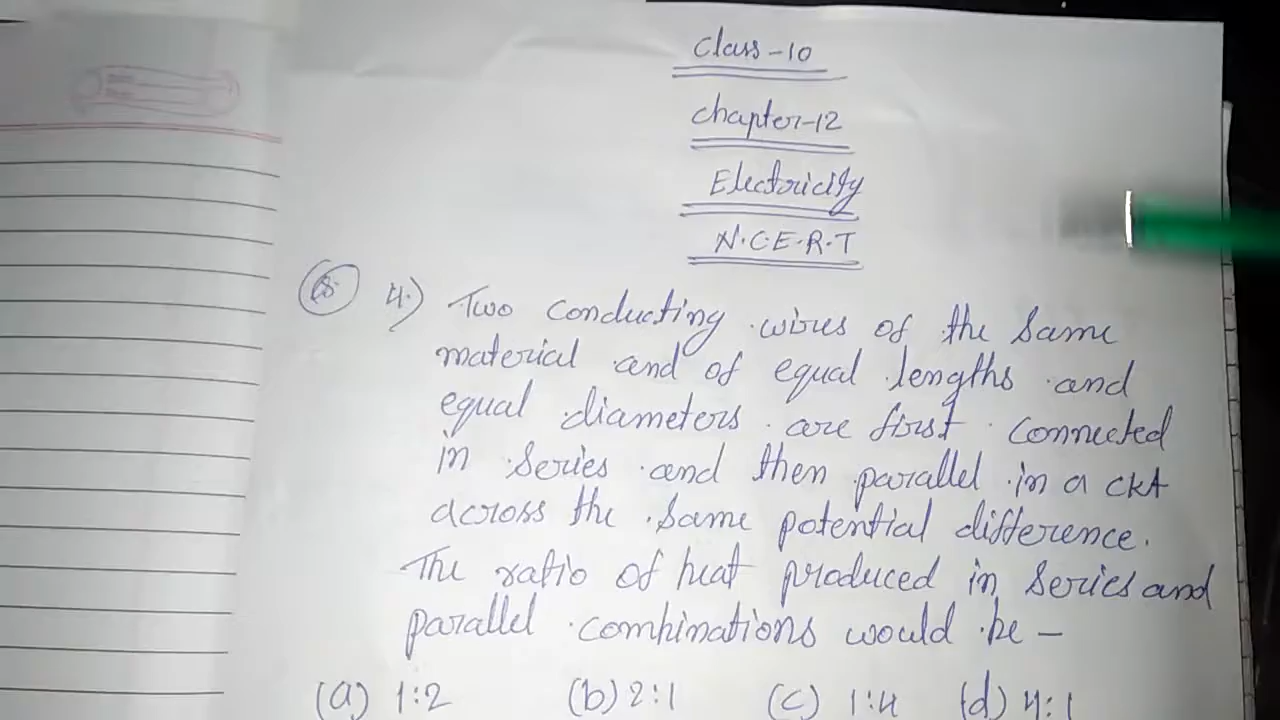 Class-10
Chapter-12
Electricity
N.C.E.R.T
Q 4.) Two conducting wires of the same
material and of equal lengths and
equal diameters are first connected
in series and then parallel in a ckt
across the same potential difference.
The ratio of heat produced in series and
parallel combinations would be –
(a) 1:2 (b) 2:1 (c) 1:4 (d) 4:1